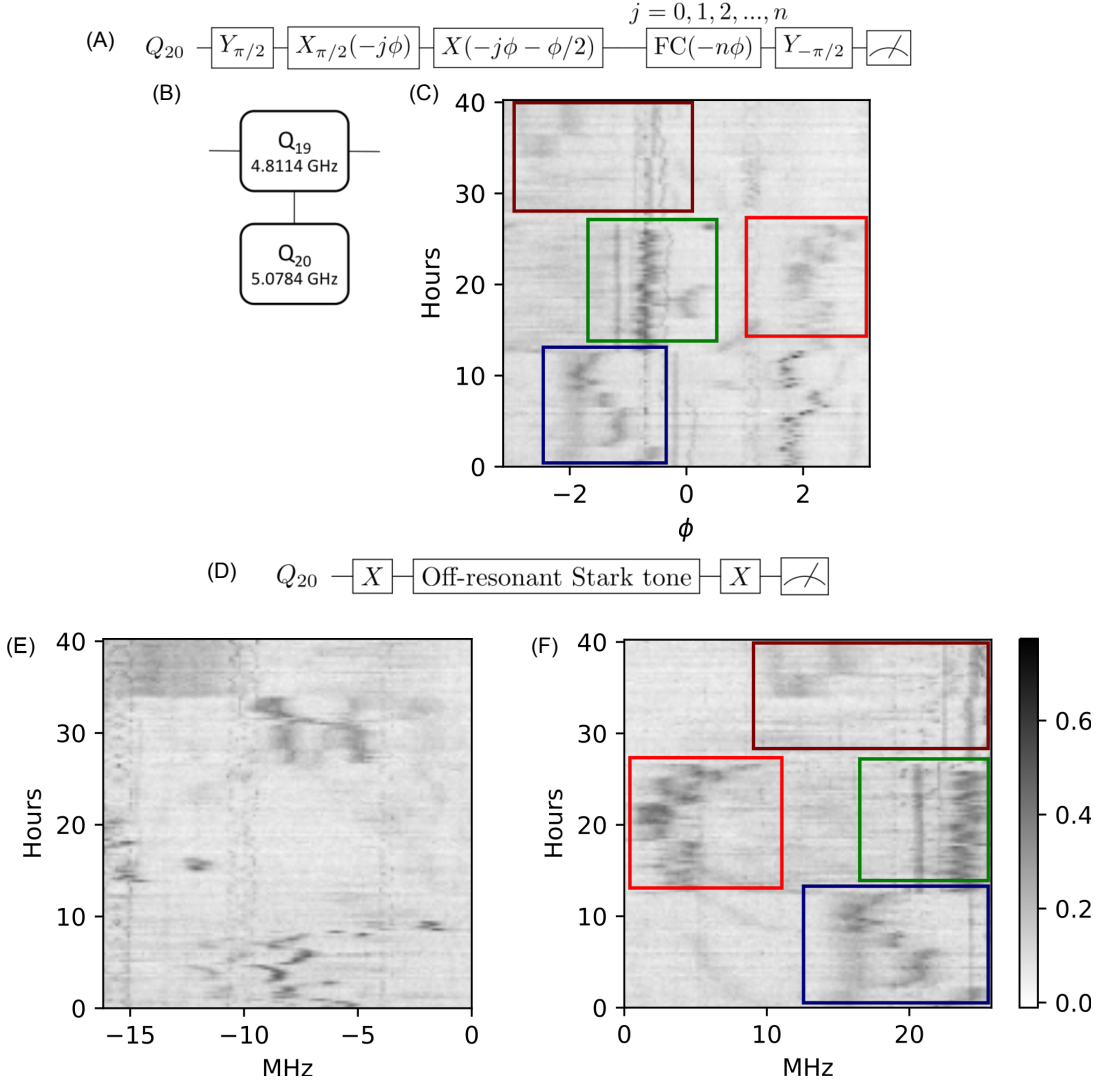 j = 0, 1, 2, ..., n
(A) Q20 Yπ/2 Xπ/2(−jϕ) X(−jϕ − ϕ/2) FC(−nϕ) Y−π/2
(B)
Q19
4.8114 GHz
Q20
5.0784 GHz
(C)
40
30
20
10
0
Hours
−2 0 2
ϕ
(D) Q20 X Off-resonant Stark tone X
(E)
40
30
20
10
0
Hours
−15 −10 −5 0
MHz
(F)
40
30
20
10
0
Hours
0 10 20
MHz
0.6
0.4
0.2
0.0